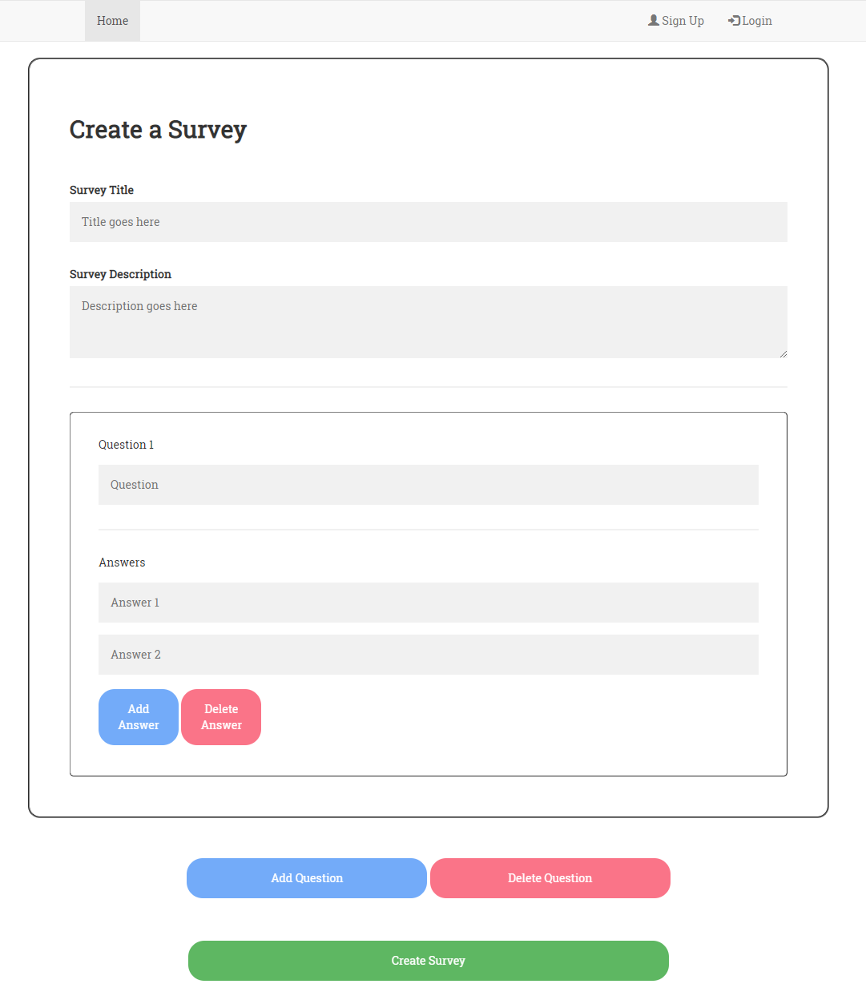 Home
Sign Up
Login
Create a Survey
Survey Title
Title goes here
Survey Description
Description goes here
Question 1
Question
Answers
Answer 1
Answer 2
Add
Answer
Delete
Answer
Add Question
Delete Question
Create Survey